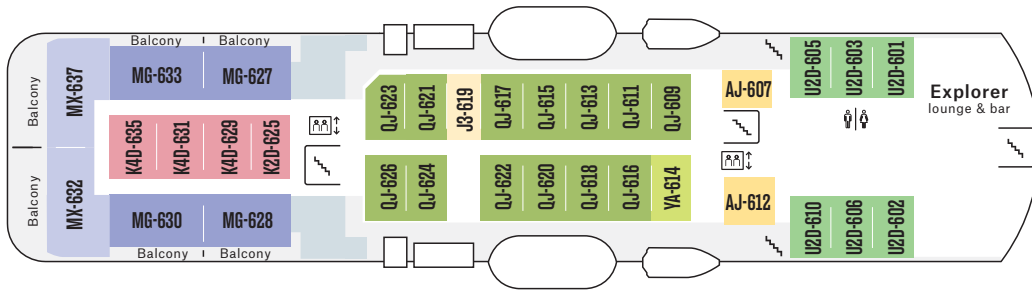 Balcony
Balcony
MX-637
Balcony
MG-633
MG-627
QJ-623
QJ-621
J3-619
QJ-617
QJ-615
QJ-613
QJ-611
QJ-609
AJ-607
U2D-605
U2D-603
U2D-601
Explorer
lounge & bar
K4D-635
K4D-631
K4D-629
K2D-625
MX-632
Balcony
MG-630
MG-628
QJ-626
QJ-624
QJ-622
QJ-620
QJ-618
QJ-616
YA-614
AJ-612
U2D-610
U2D-606
U2D-602
Balcony
Balcony